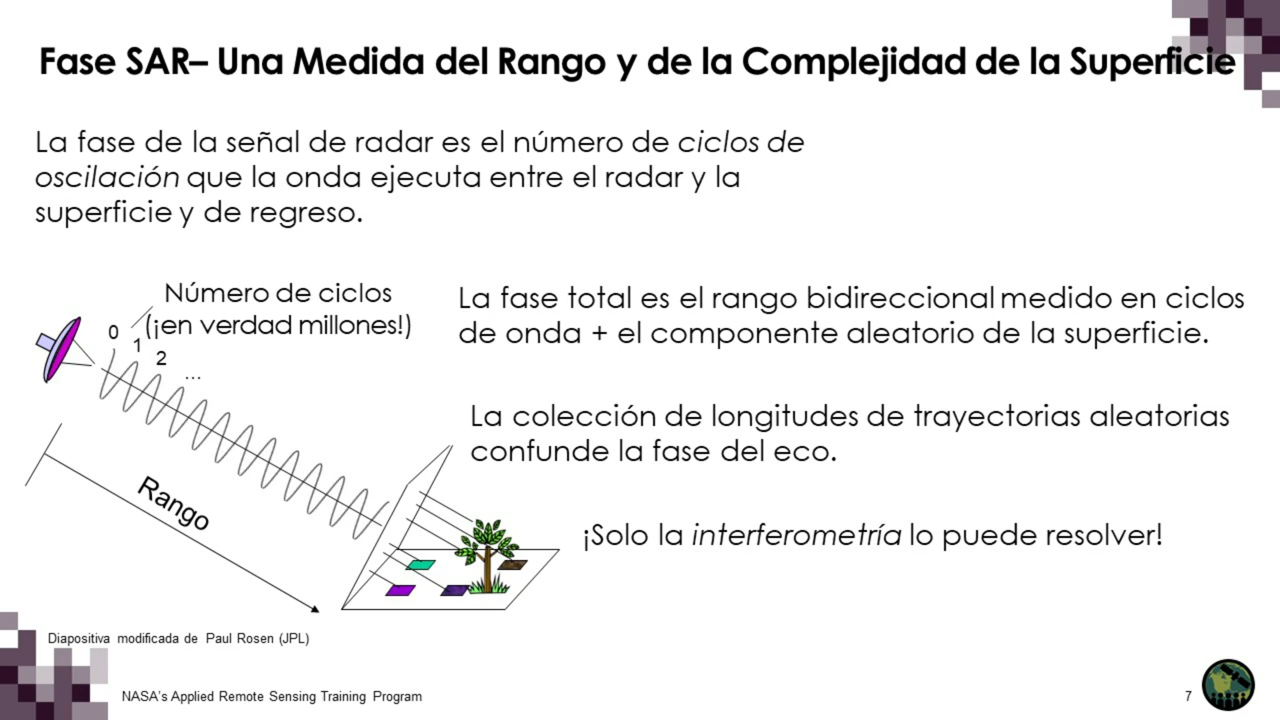 Fase SAR– Una Medida del Rango y de la Complejidad de la Superficie
La fase de la señal de radar es el número de ciclos de
oscilación que la onda ejecuta entre el radar y la
superficie y de regreso.
Número de ciclos
(¡en verdad millones!)
0
1
2
...
La fase total es el rango bidireccional medido en ciclos
de onda + el componente aleatorio de la superficie.
La colección de longitudes de trayectorias aleatorias
confunde la fase del eco.
Rango
¡Solo la interferometría lo puede resolver!
Diapositiva modificada de Paul Rosen (JPL)
NASA's Applied Remote Sensing Training Program
7